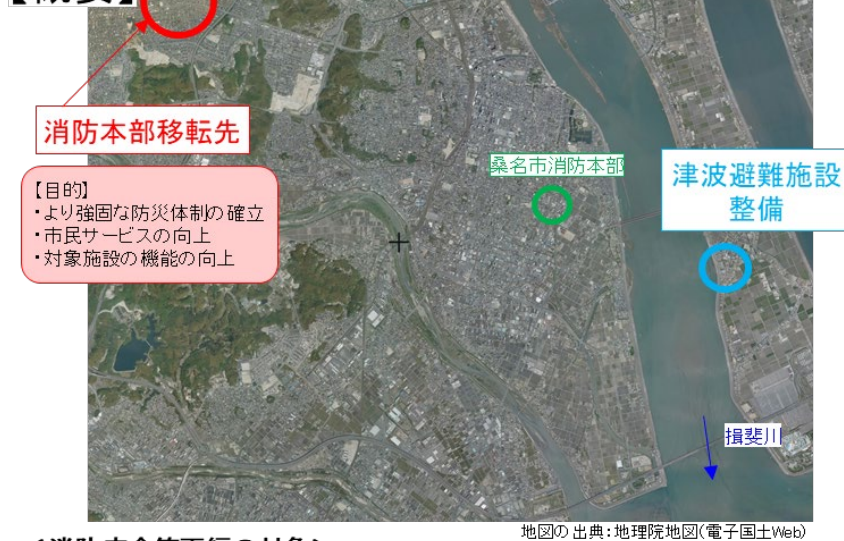 【概要】
消防本部移転先
【目的】
・より強固な防災体制の確立
・市民サービスの向上
・対象施設の機能の向上
桑名市消防本部
津波避難施設
整備
揖斐川
地図の出典：地理院地図(電子国土Web)